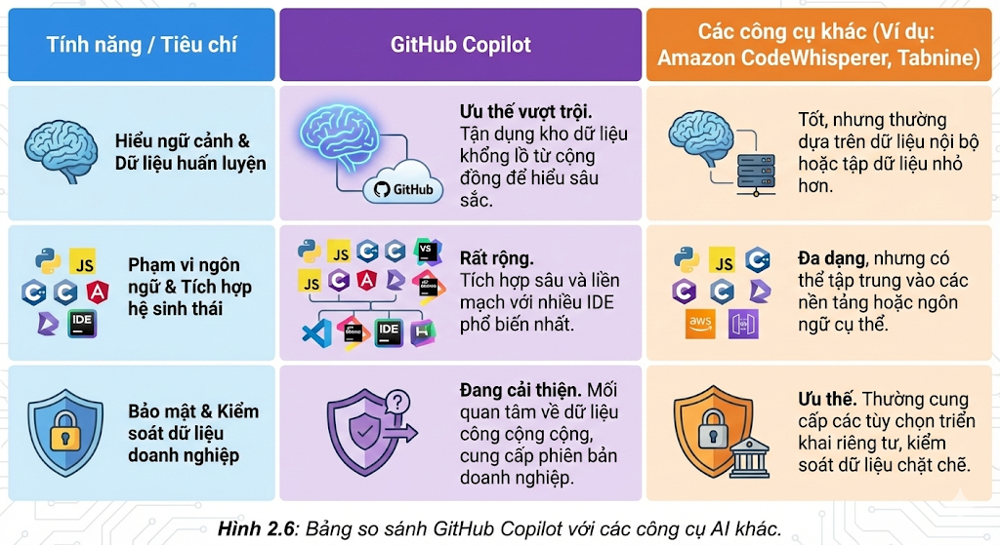 Tính năng / Tiêu chí
GitHub Copilot
Các công cụ khác (Ví dụ:
Amazon CodeWhisperer, Tabnine)
Hiểu ngữ cảnh &
Dữ liệu huấn luyện
GitHub
Ưu thế vượt trội.
Tận dụng kho dữ liệu
khổng lồ từ cộng
đồng để hiểu sâu
sắc.
Tốt, nhưng thường
dựa trên dữ liệu nội bộ
hoặc tập dữ liệu nhỏ
hơn.
JS
IDE
Phạm vi ngôn
ngữ & Tích hợp
hệ sinh thái
JS
VS
JS
IDE
Rất rộng.
Tích hợp sâu và liền
mạch với nhiều IDE
phổ biến nhất.
JS
aws
Đa dạng, nhưng có
thể tập trung vào các
nền tảng hoặc ngôn
ngữ cụ thể.
Bảo mật & Kiểm
soát dữ liệu
doanh nghiệp
?
Đang cải thiện. Mối
quan tâm về dữ liệu
công cộng cộng,
cung cấp phiên bản
doanh nghiệp.
Ưu thế. Thường cung
cấp các tùy chọn triển
khai riêng tư, kiểm
soát dữ liệu chặt chẽ.
Hình 2.6: Bảng so sánh GitHub Copilot với các công cụ AI khác.